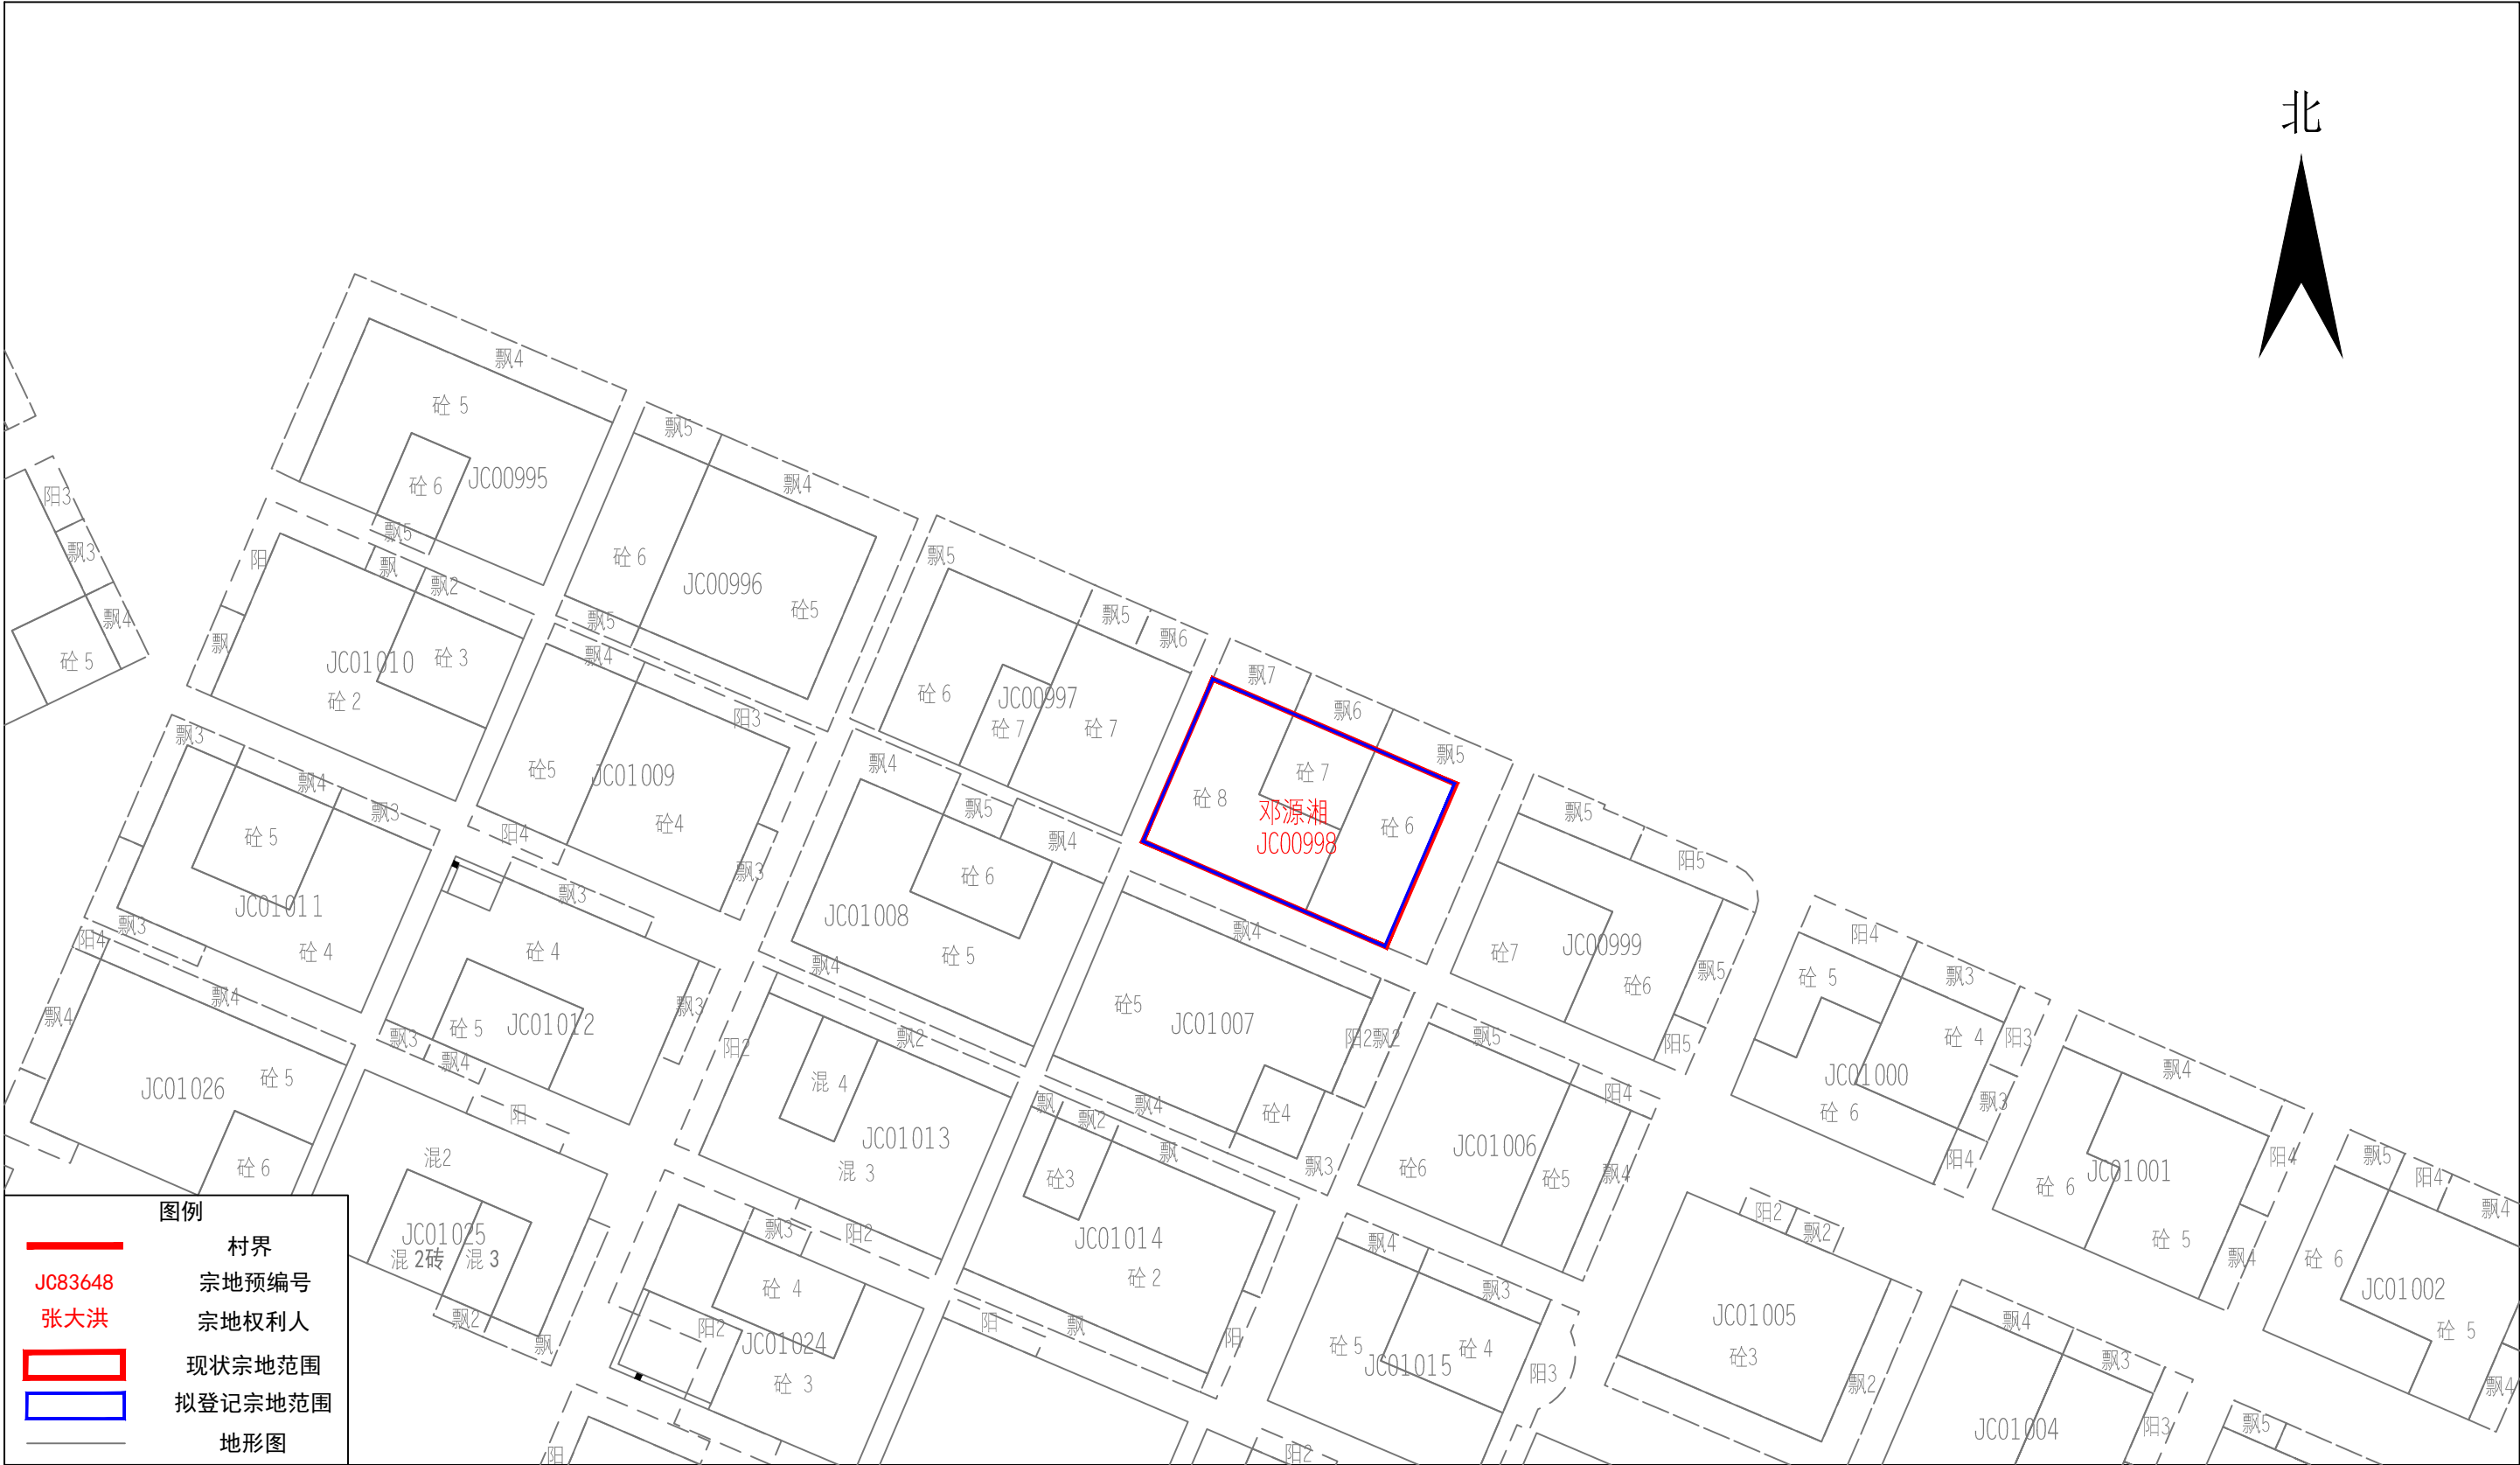 北
飘4
砼 5
砼 6
JC00995
飘5
飘5
飘4
砼 6
JC00996
砼5
飘5
飘5
飘5
飘6
砼 6
JC00997
砼 7
砼 7
飘7
飘6
飘5
砼 8
砼 7
砼 6
邓源湘
JC00998
飘5
阳5
砼7
JC00999
砼6
飘5
阳5
阳4
飘3
砼 5
砼 4
阳3
JC01000
砼 6
飘3
阳4
飘4
JC01001
砼 6
砼 5
阳4
飘4
飘5
阳4
飘4
砼 6
JC01002
砼 5
飘4
阳3
飘3
飘4
砼 5
阳
飘
飘2
飘
JC01010
砼 3
砼 2
飘4
阳3
砼5
JC01009
砼4
阳4
飘3
飘4
飘5
飘4
砼 6
JC01008
砼 5
飘4
飘4
砼5
JC01007
阳2飘2
砼4
飘4
飘3
飘5
阳4
JC01006
砼6
砼5
飘4
飘3
飘4
飘3
砼 5
JC01011
砼 4
飘3
飘3
砼 4
砼 5
JC01012
飘3
飘3
飘4
阳4
飘4
飘4
砼 5
JC01026
砼 6
阳2
飘2
混 4
JC01013
混 3
阳2
飘
飘2
飘
砼3
JC01014
砼 2
阳
飘
阳
阳
混2
JC01025
混 2砖
混 3
飘2
飘
飘3
砼 4
阳2
JC01024
砼 3
飘4
飘3
砼 5
JC01015
砼 4
阳3
阳2
飘2
JC01005
砼3
飘2
飘4
飘3
JC01004
阳3
飘5
飘4
阳
阳2
图例
村界
JC83648
宗地预编号
张大洪
宗地权利人
现状宗地范围
拟登记宗地范围
地形图